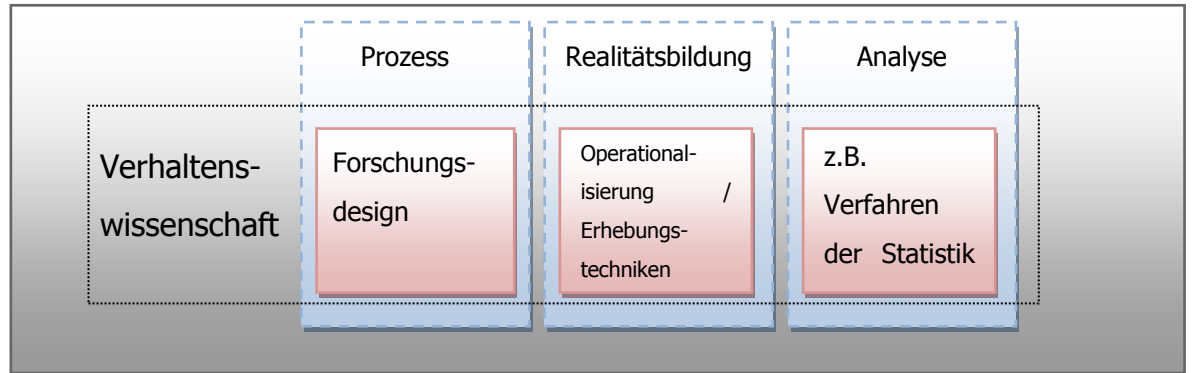 Prozess
Realitätsbildung
Analyse
Verhaltens-
wissenschaft
Forschungs-
design
Operational-
isierung /
Erhebungs-
techniken
z.B.
Verfahren
der Statistik